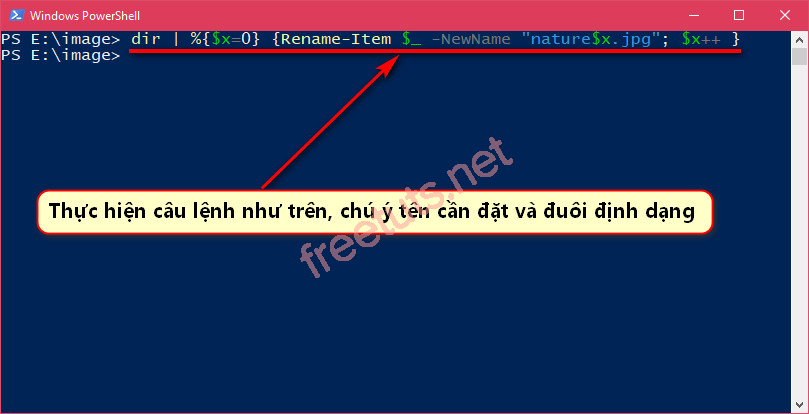 Windows PowerShell
PS E:\image> dir | %{$x=0} {Rename-Item $_ -NewName "nature$x.jpg"; $x++ }
PS E:\image>
Thực hiện câu lệnh như trên, chú ý tên cần đặt và đuôi định dạng
freetuts.net